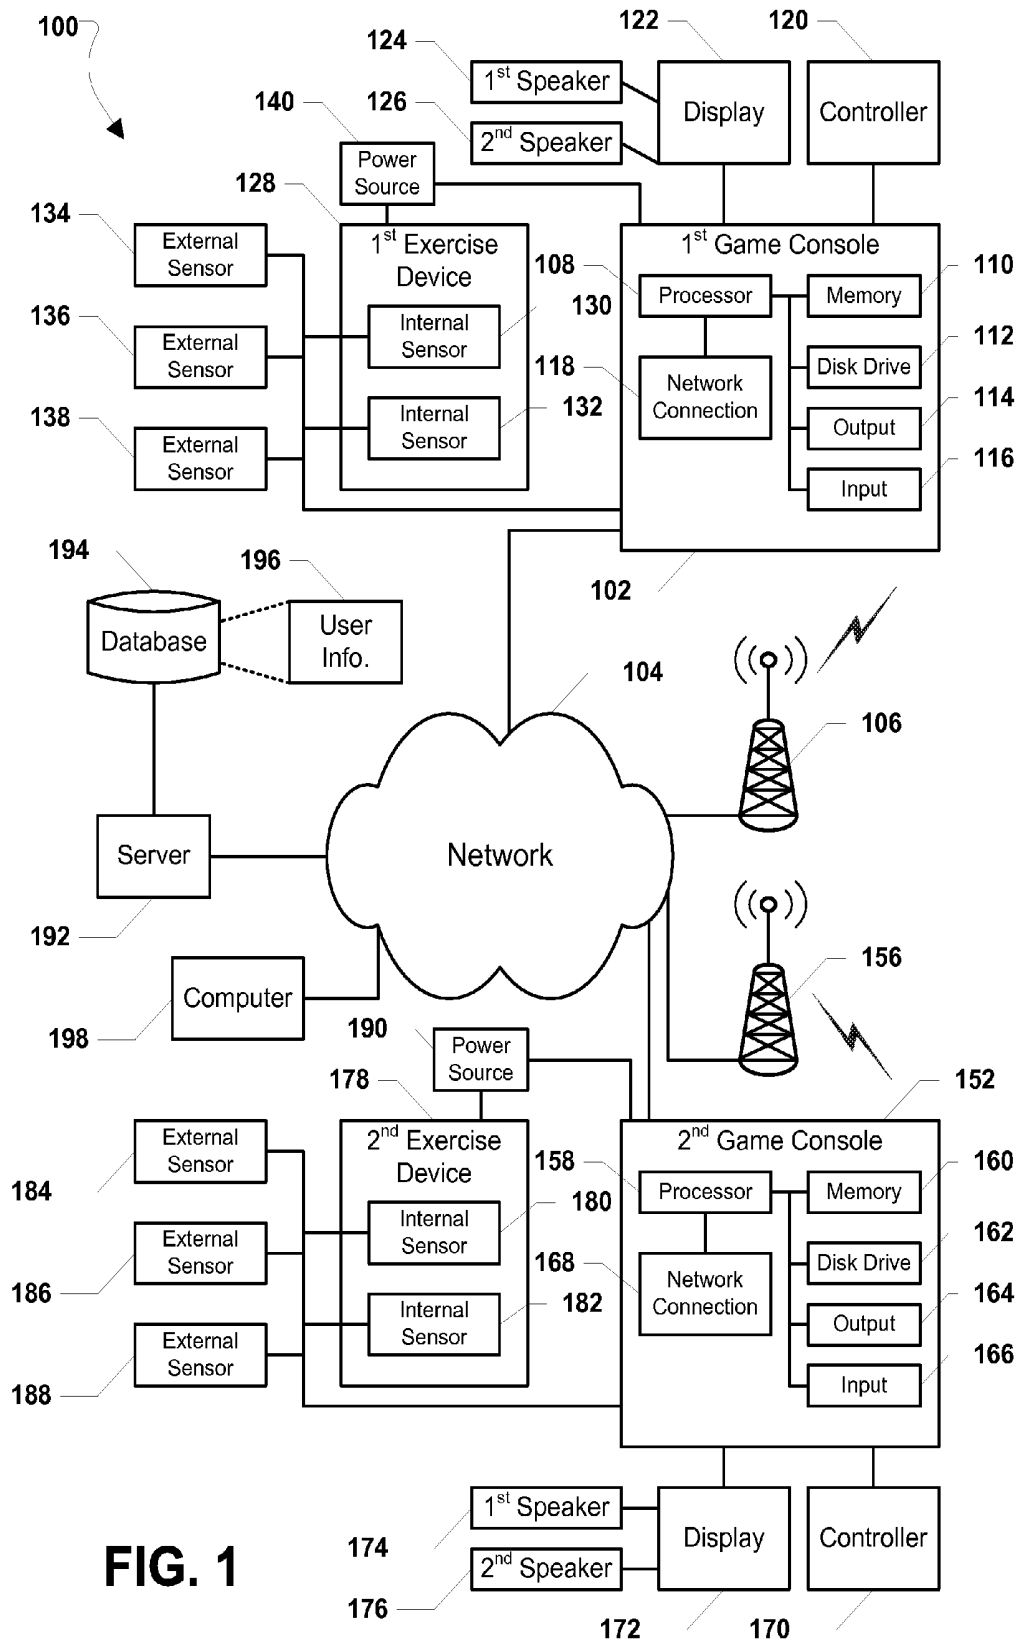 100
124
122
120
1st Speaker
Display
Controller
140
126
2nd Speaker
Power
Source
128
134
External
Sensor
1st Exercise
Device
1st Game Console
108
Processor
Memory
110
130
136
External
Sensor
Internal
Sensor
112
118
Network
Connection
Disk Drive
114
138
External
Sensor
Internal
Sensor
132
Output
116
Input
194
196
102
Database
User
Info.
104
106
Network
Server
192
156
Computer
198
190
Power
Source
178
152
184
External
Sensor
2nd Exercise
Device
2nd Game Console
158
Processor
Memory
160
180
186
External
Sensor
Internal
Sensor
162
168
Network
Connection
Disk Drive
164
188
External
Sensor
Internal
Sensor
182
Output
166
Input
1st Speaker
Display
Controller
174
2nd Speaker
176
172
170
FIG. 1